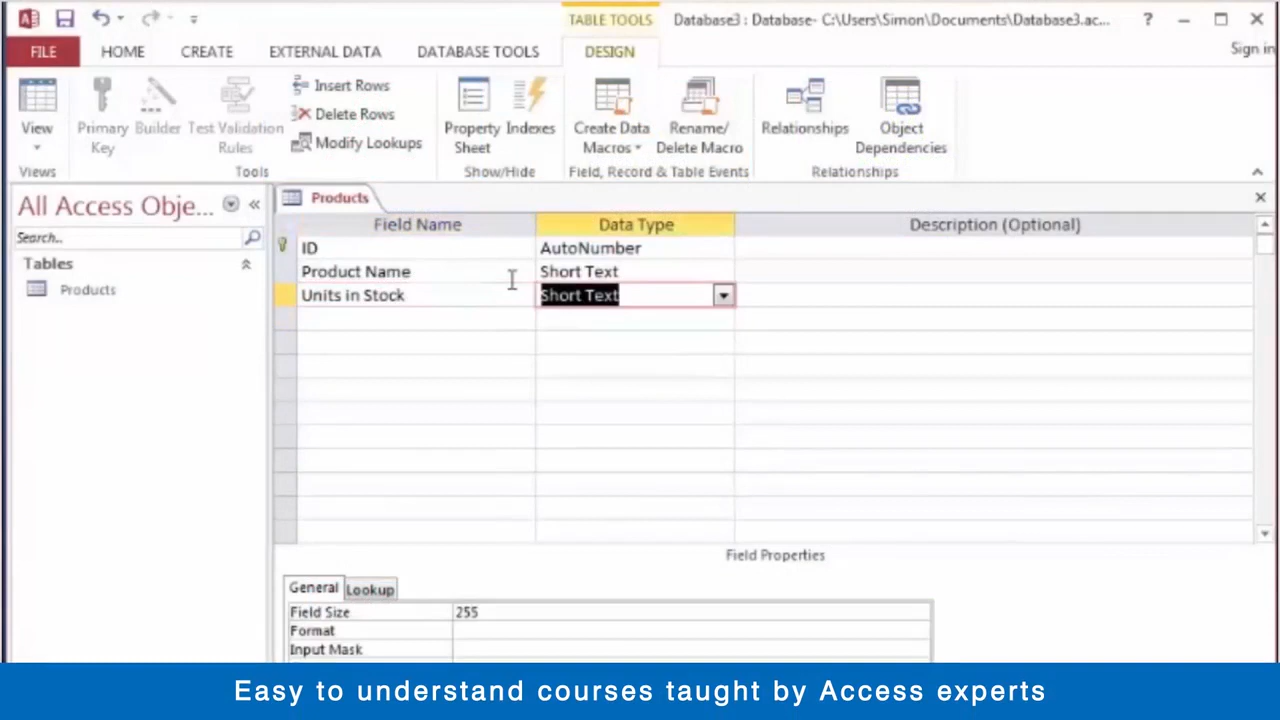 TABLE TOOLS
Database3 : Database- C:\Users\Simon\Documents\Database3.ac...
?
Sign in
FILE
HOME
CREATE
EXTERNAL DATA
DATABASE TOOLS
DESIGN
View
Primary Key
Builder
Test Validation Rules
Insert Rows
Delete Rows
Modify Lookups
Property Sheet
Indexes
Create Data Macros
Rename/ Delete Macro
Relationships
Object Dependencies
Views
Tools
Show/Hide
Field, Record & Table Events
Relationships
All Access Obje...
Search..
Tables
Products
Products
Field Name Data Type Description (Optional)
ID AutoNumber
Product Name Short Text
Units in Stock Short Text
Field Properties
General Lookup
Field Size 255
Format
Input Mask
Easy to understand courses taught by Access experts